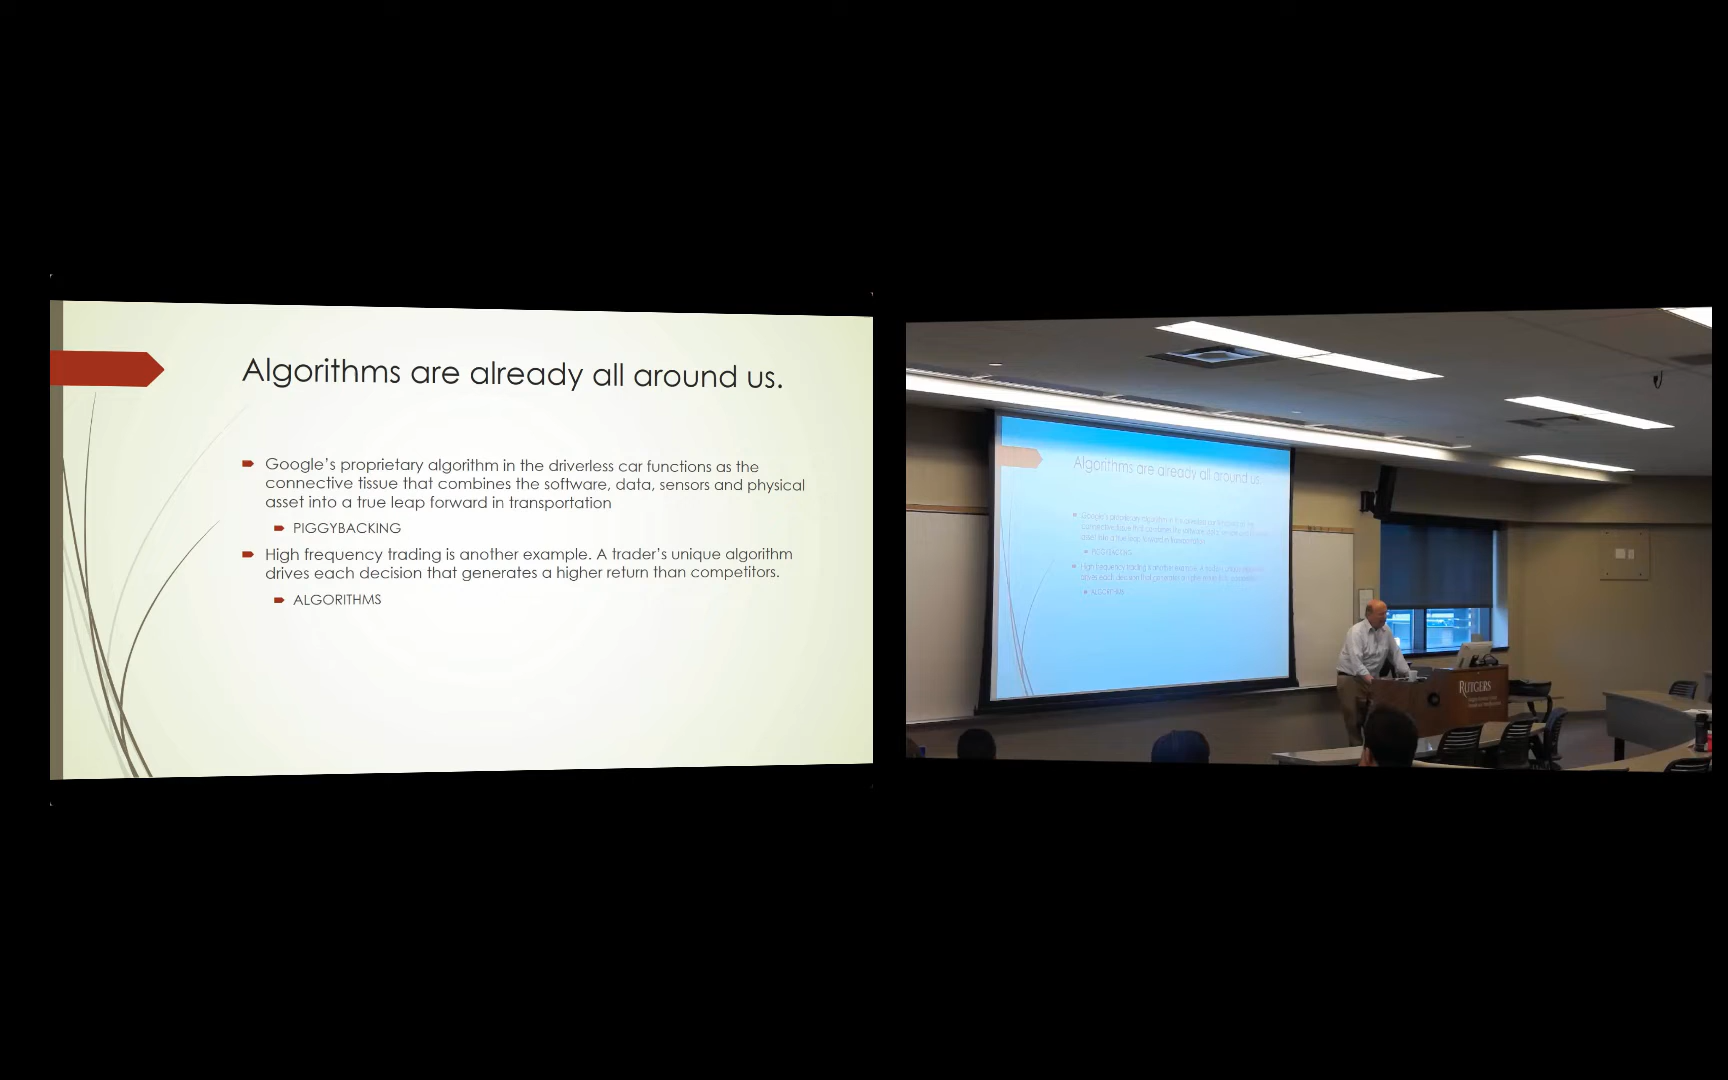 Algorithms are already all around us.
Google's proprietary algorithm in the driverless car functions as the
connective tissue that combines the software, data, sensors and physical
asset into a true leap forward in transportation
PIGGYBACKING
High frequency trading is another example. A trader's unique algorithm
drives each decision that generates a higher return than competitors.
ALGORITHMS
Algorithms are already all around us.
ALGORITHMS
RUTGERS